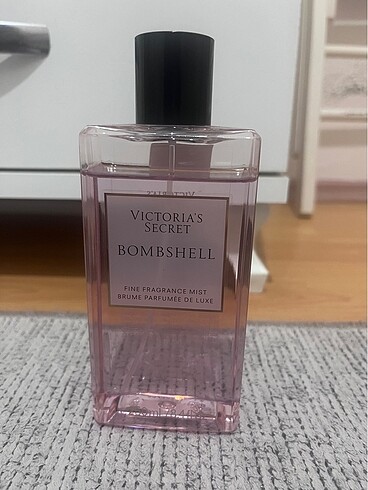 VICTORIA'S
SECRET
BOMBSHELL
FINE FRAGRANCE MIST
BRUME PARFUMÉE DE LUXE